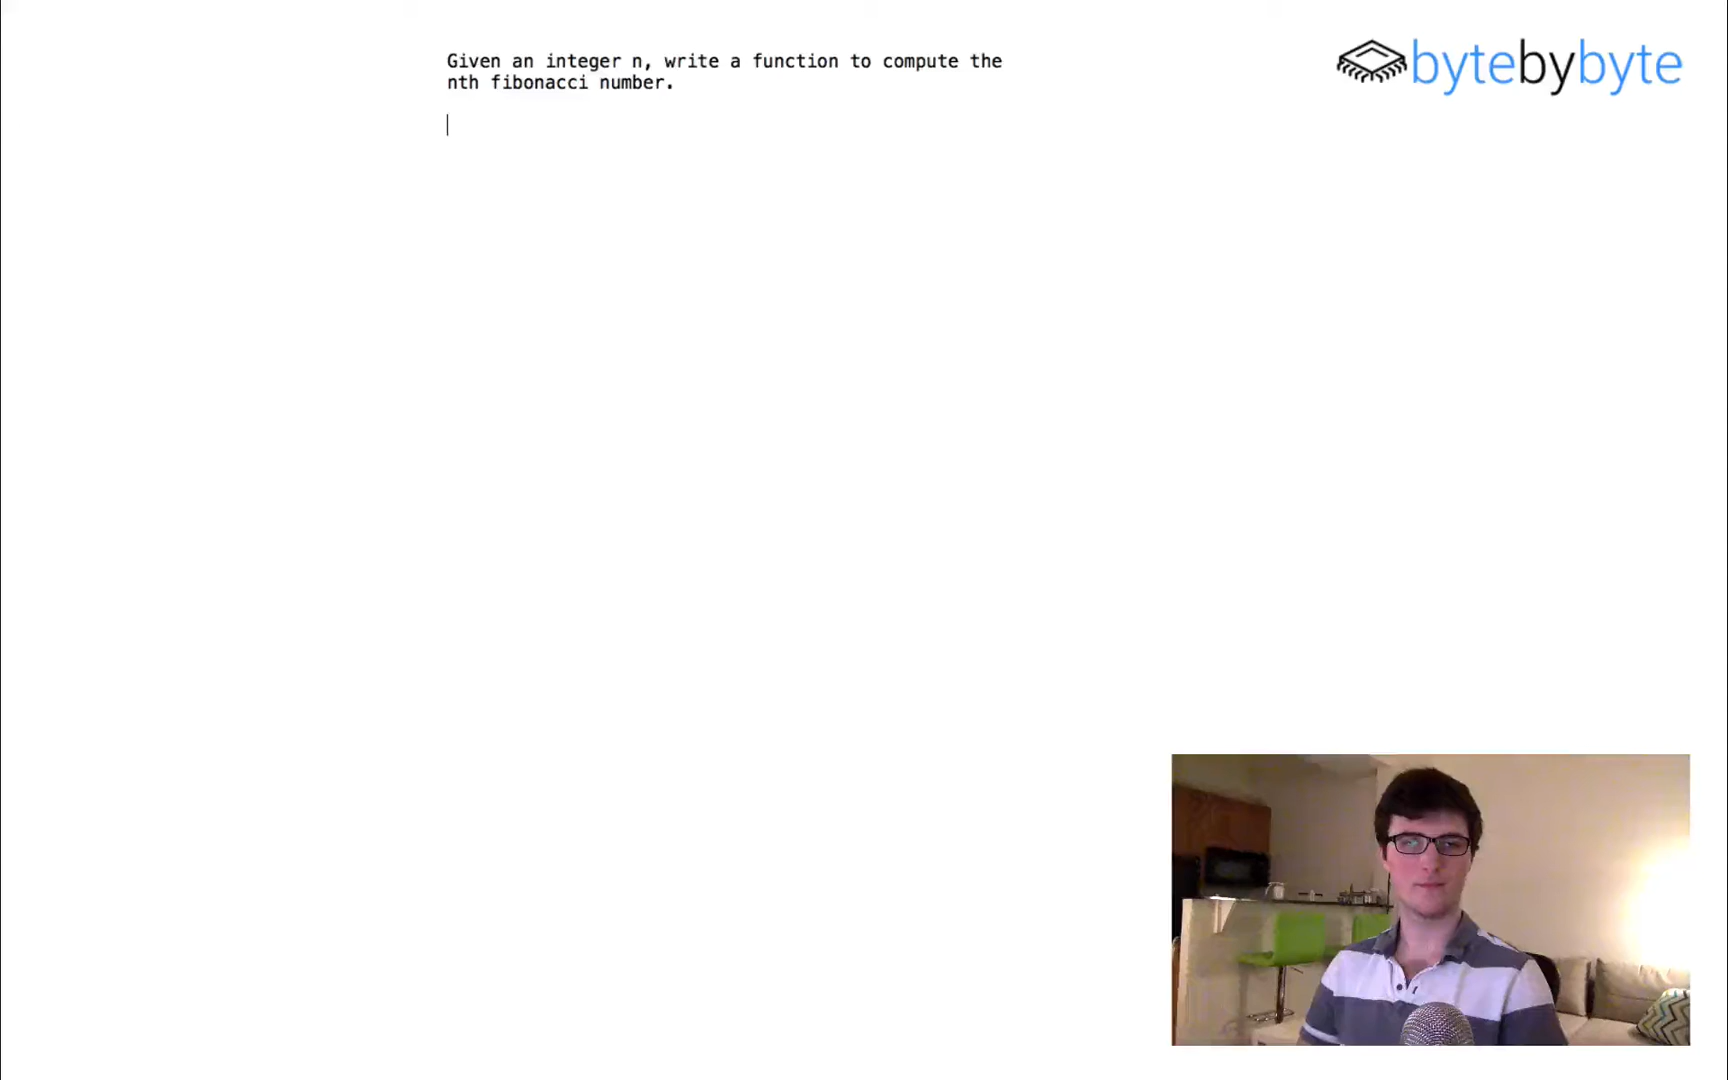 Given an integer n, write a function to compute the
nth fibonacci number.
bytebybyte